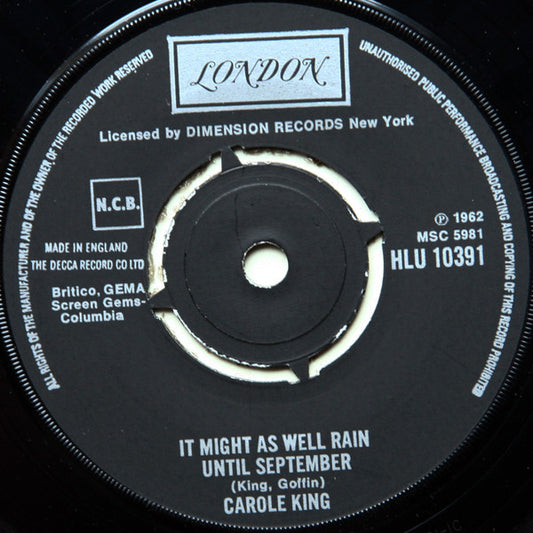 LONDON
Licensed by DIMENSION RECORDS New York
ALL RIGHTS OF THE MANUFACTURER AND OF THE OWNER OF THE RECORDED WORK RESERVED
UNAUTHORISED PUBLIC PERFORMANCE BROADCASTING AND COPYING OF THIS RECORD PROHIBITED
N.C.B.
MADE IN ENGLAND
THE DECCA RECORD CO LTD
Britico, GEMA
Screen Gems-
Columbia
Ⓟ 1962
MSC 5981
HLU 10391
IT MIGHT AS WELL RAIN
UNTIL SEPTEMBER
(King, Goffin)
CAROLE KING